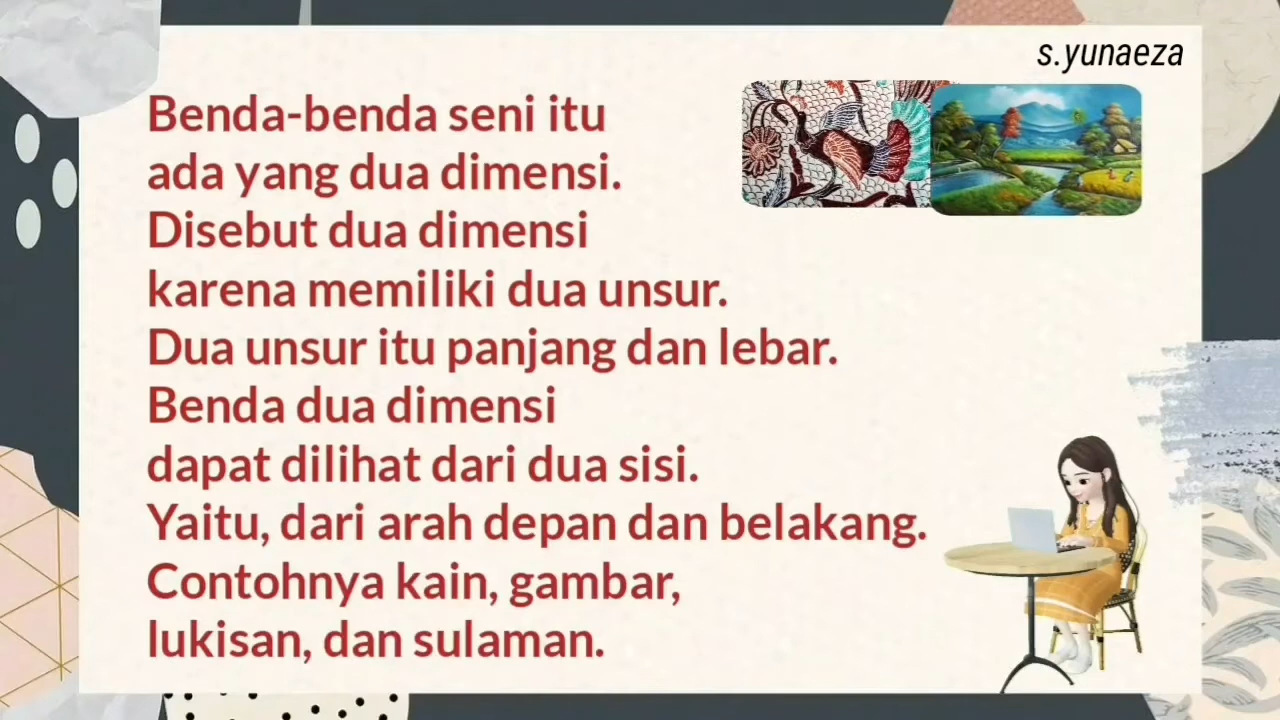 s.yunaeza
Benda-benda seni itu
ada yang dua dimensi.
Disebut dua dimensi
karena memiliki dua unsur.
Dua unsur itu panjang dan lebar.
Benda dua dimensi
dapat dilihat dari dua sisi.
Yaitu, dari arah depan dan belakang.
Contohnya kain, gambar,
lukisan, dan sulaman.